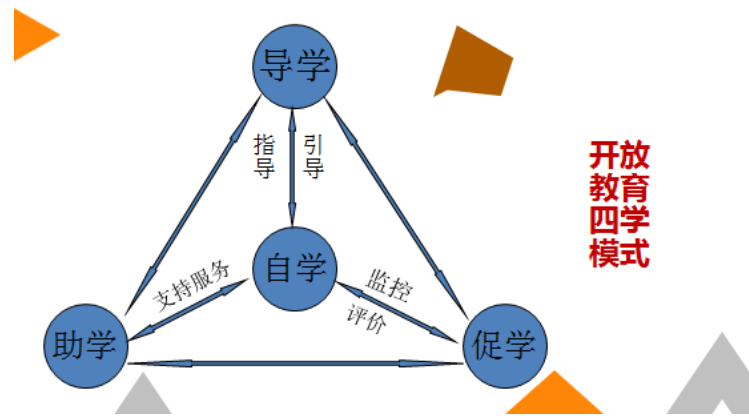 导学
指导
引导
自学
支持服务
监控
评价
助学
促学
开放
教育
四学
模式